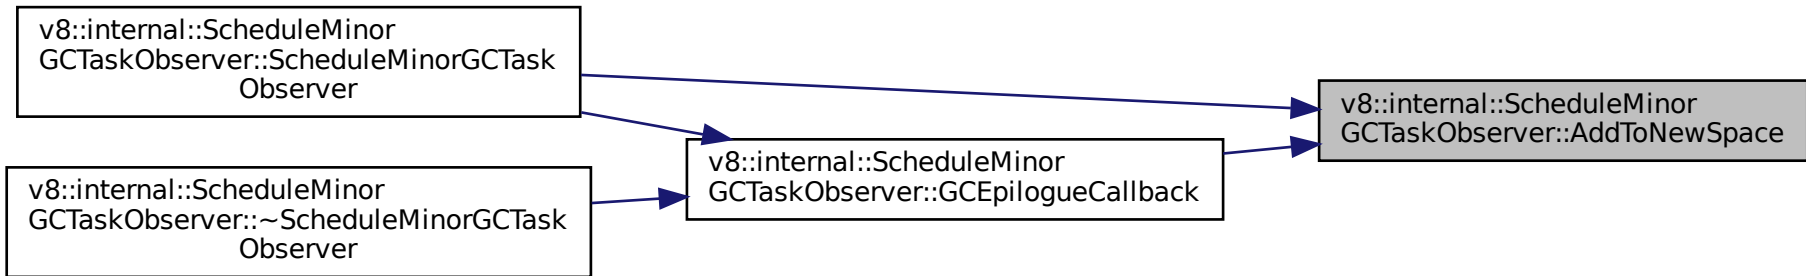 v8::internal::ScheduleMinor
GCTaskObserver::ScheduleMinorGCTask
Observer
v8::internal::ScheduleMinor
GCTaskObserver::~ScheduleMinorGCTask
Observer
v8::internal::ScheduleMinor
GCTaskObserver::GCEpilogueCallback
v8::internal::ScheduleMinor
GCTaskObserver::AddToNewSpace